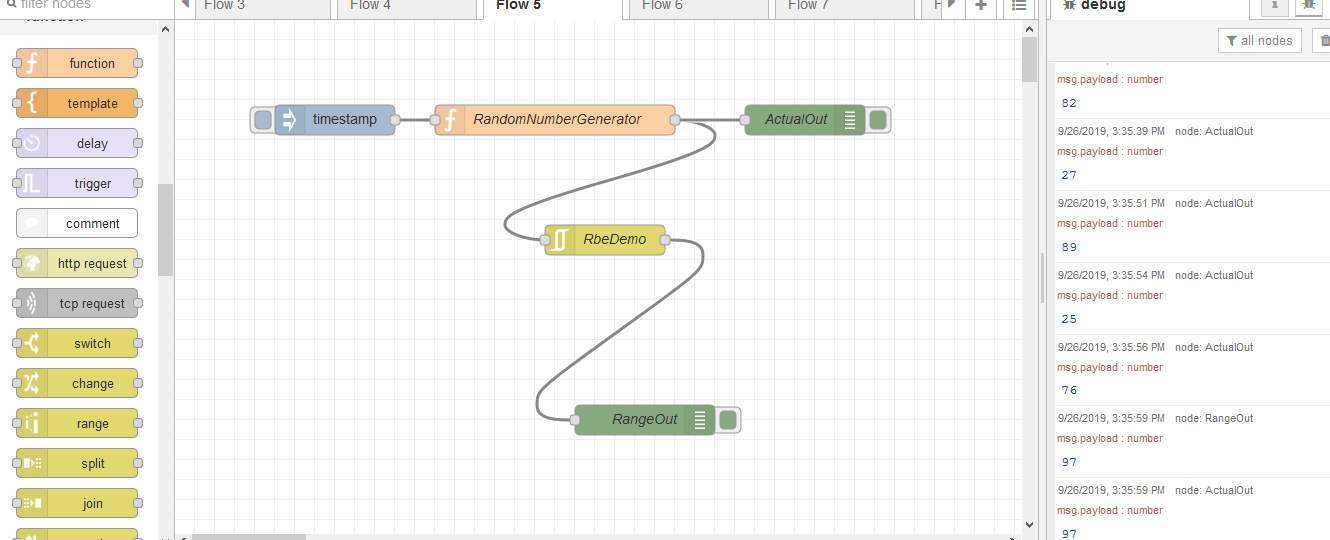 filter nodes
Flow 3
Flow 4
Flow 5
Flow 6
Flow 7
debug
all nodes
function
template
delay
trigger
comment
http request
tcp request
switch
change
range
split
join
timestamp
RandomNumberGenerator
ActualOut
RbeDemo
RangeOut
msg.payload : number
82
9/26/2019, 3:35:39 PM node: ActualOut
msg.payload : number
27
9/26/2019, 3:35:51 PM node: ActualOut
msg.payload : number
89
9/26/2019, 3:35:54 PM node: ActualOut
msg.payload : number
25
9/26/2019, 3:35:56 PM node: ActualOut
msg.payload : number
76
9/26/2019, 3:35:59 PM node: RangeOut
msg.payload : number
97
9/26/2019, 3:35:59 PM node: ActualOut
msg.payload : number
97